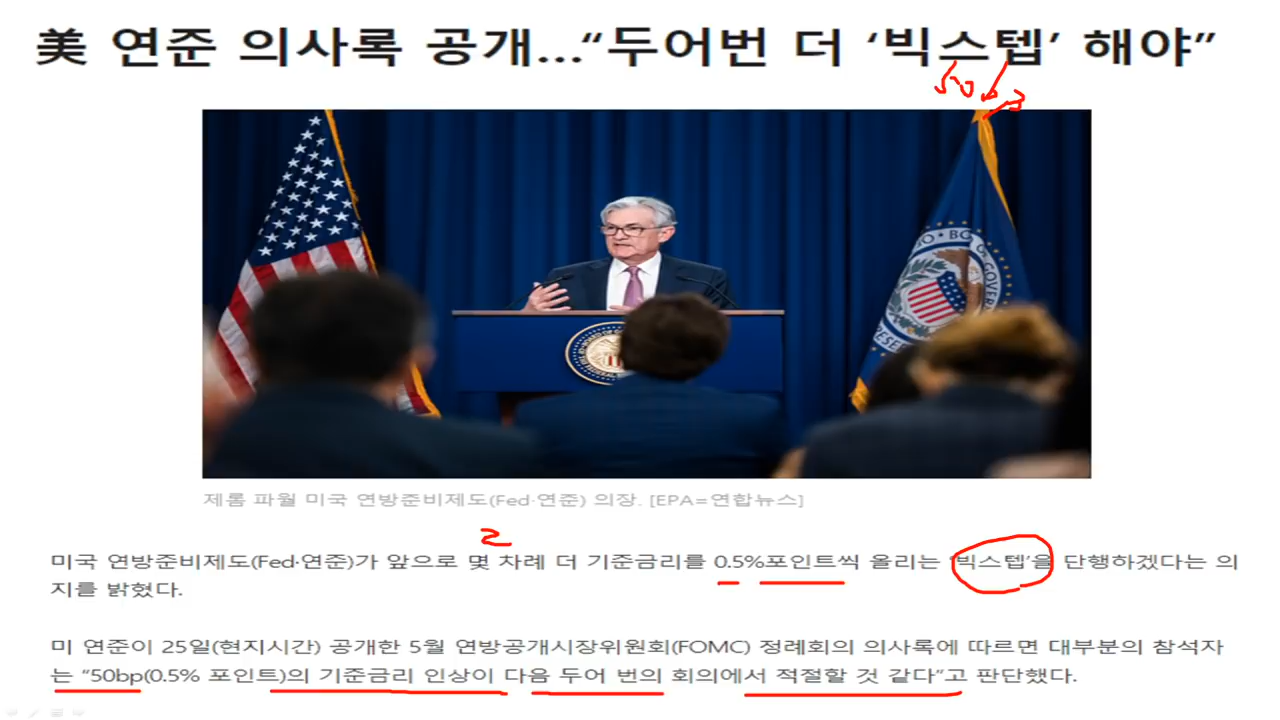 美 연준 의사록 공개…“두어번 더 ‘빅스텝’ 해야”
50bp
제롬 파월 미국 연방준비제도(Fed·연준) 의장. [EPA=연합뉴스]
2
미국 연방준비제도(Fed·연준)가 앞으로 몇 차례 더 기준금리를 0.5%포인트씩 올리는 ‘빅스텝’을 단행하겠다는 의
지를 밝혔다.
미 연준이 25일(현지시간) 공개한 5월 연방공개시장위원회(FOMC) 정례회의 의사록에 따르면 대부분의 참석자
는 “50bp(0.5% 포인트)의 기준금리 인상이 다음 두어 번의 회의에서 적절할 것 같다”고 판단했다.